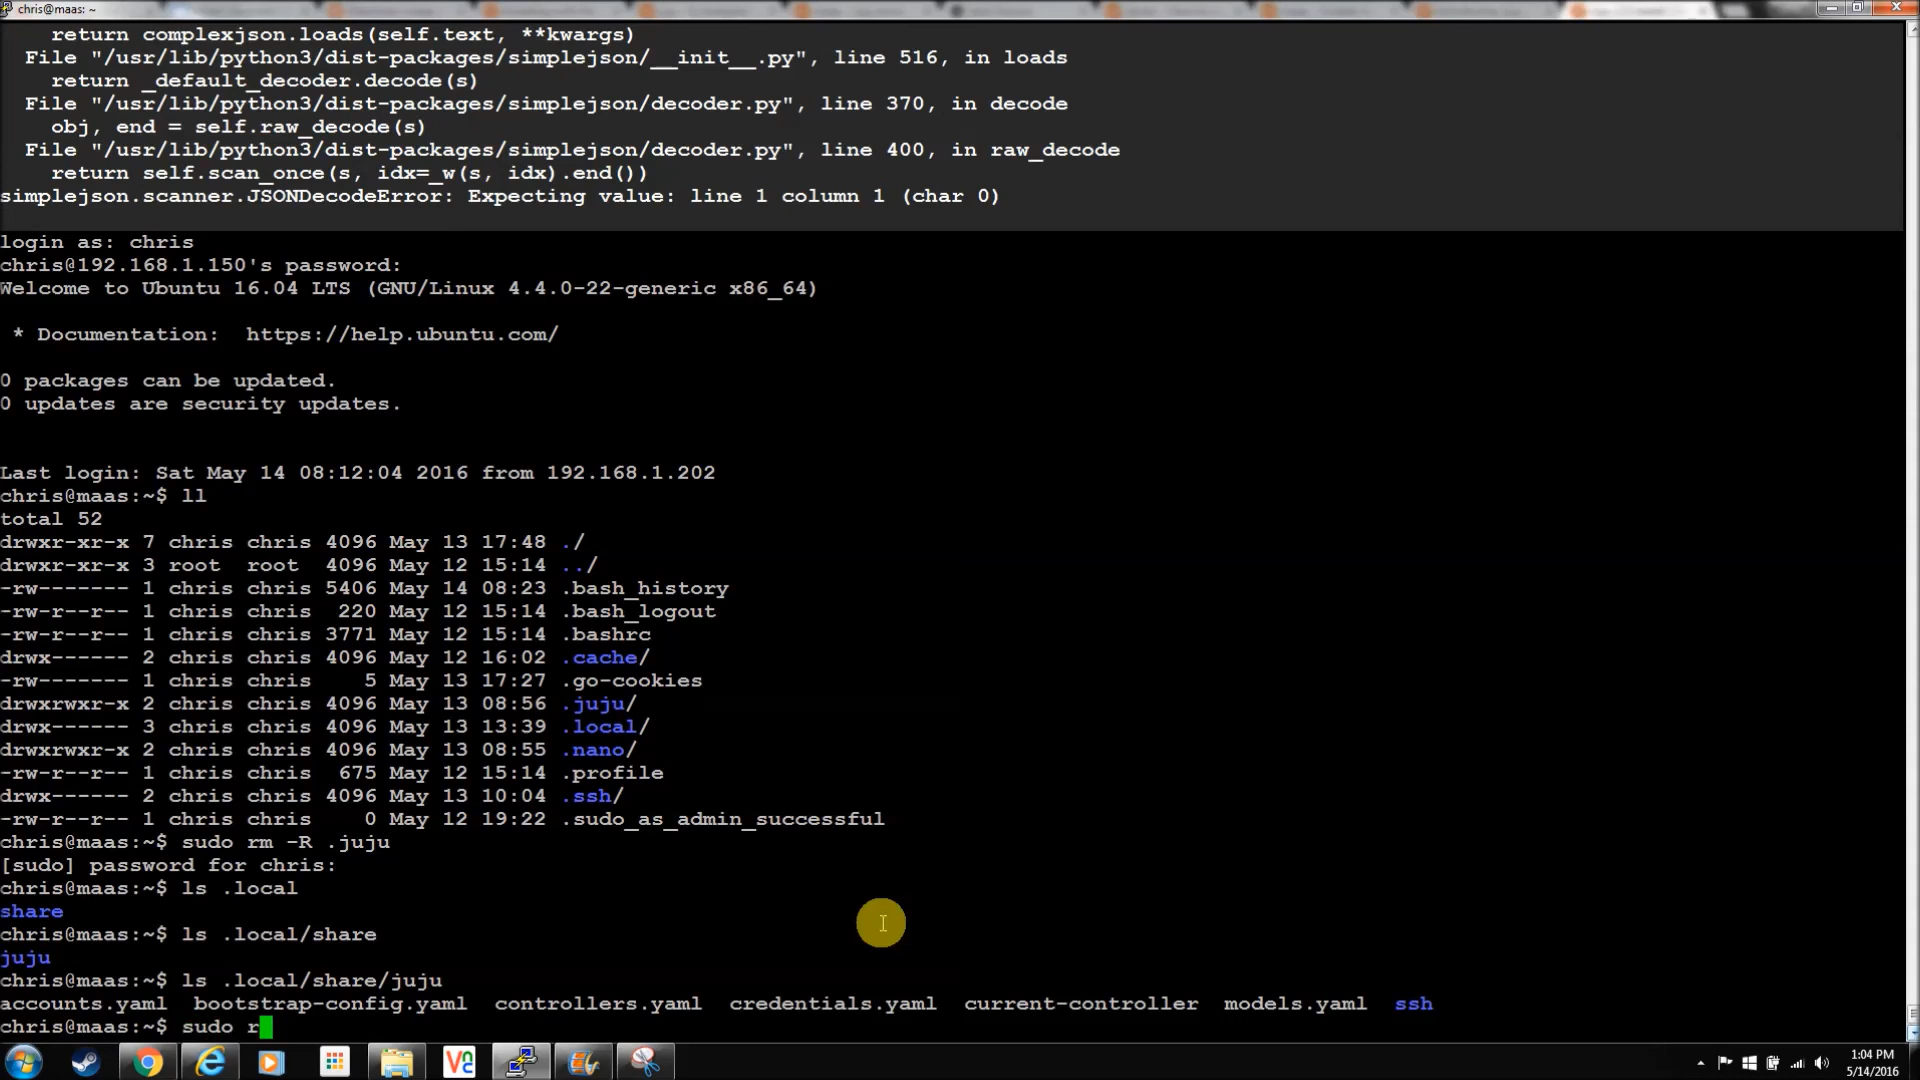 chris@maas: ~
return complexjson.loads(self.text, **kwargs)
File "/usr/lib/python3/dist-packages/simplejson/__init__.py", line 516, in loads
return _default_decoder.decode(s)
File "/usr/lib/python3/dist-packages/simplejson/decoder.py", line 370, in decode
obj, end = self.raw_decode(s)
File "/usr/lib/python3/dist-packages/simplejson/decoder.py", line 400, in raw_decode
return self.scan_once(s, idx=_w(s, idx).end())
simplejson.scanner.JSONDecodeError: Expecting value: line 1 column 1 (char 0)
login as: chris
chris@192.168.1.150's password:
Welcome to Ubuntu 16.04 LTS (GNU/Linux 4.4.0-22-generic x86_64)
* Documentation:  https://help.ubuntu.com/
0 packages can be updated.
0 updates are security updates.
Last login: Sat May 14 08:12:04 2016 from 192.168.1.202
chris@maas:~$ ll
total 52
drwxr-xr-x 7 chris chris 4096 May 13 17:48 ./
drwxr-xr-x 3 root  root  4096 May 12 15:14 ../
-rw------- 1 chris chris 5406 May 14 08:23 .bash_history
-rw-r--r-- 1 chris chris  220 May 12 15:14 .bash_logout
-rw-r--r-- 1 chris chris 3771 May 12 15:14 .bashrc
drwx------ 2 chris chris 4096 May 12 16:02 .cache/
-rw------- 1 chris chris    5 May 13 17:27 .go-cookies
drwxrwxr-x 2 chris chris 4096 May 13 08:56 .juju/
drwx------ 3 chris chris 4096 May 13 13:39 .local/
drwxrwxr-x 2 chris chris 4096 May 13 08:55 .nano/
-rw-r--r-- 1 chris chris  675 May 12 15:14 .profile
drwx------ 2 chris chris 4096 May 13 10:04 .ssh/
-rw-r--r-- 1 chris chris    0 May 12 19:22 .sudo_as_admin_successful
chris@maas:~$ sudo rm -R .juju
[sudo] password for chris:
chris@maas:~$ ls .local
share
chris@maas:~$ ls .local/share
juju
chris@maas:~$ ls .local/share/juju
accounts.yaml  bootstrap-config.yaml  controllers.yaml  credentials.yaml  current-controller  models.yaml  ssh
chris@maas:~$ sudo r
1:04 PM
5/14/2016